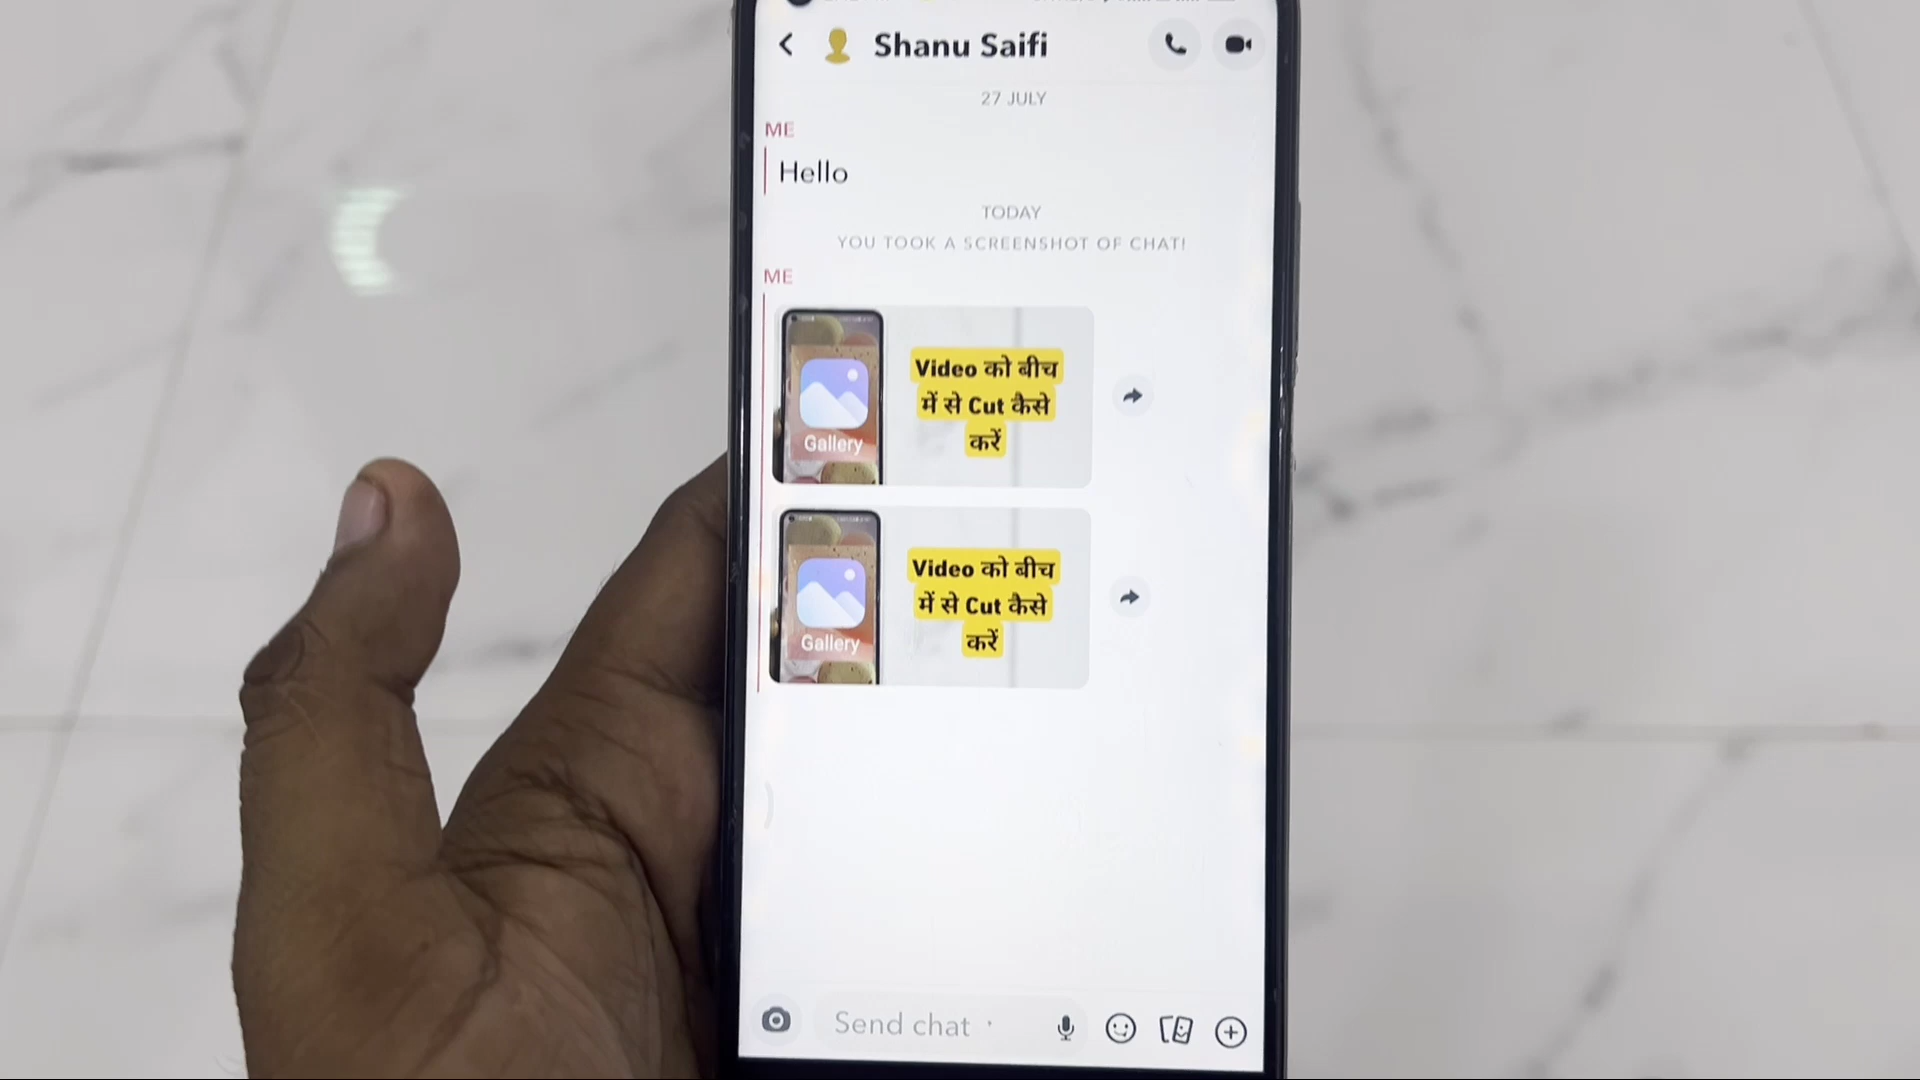 Shanu Saifi
27 JULY
ME
Hello
TODAY
YOU TOOK A SCREENSHOT OF CHAT!
ME
Gallery
Video को बीच
में से Cut कैसे
करें
Gallery
Video को बीच
में से Cut कैसे
करें
Send chat